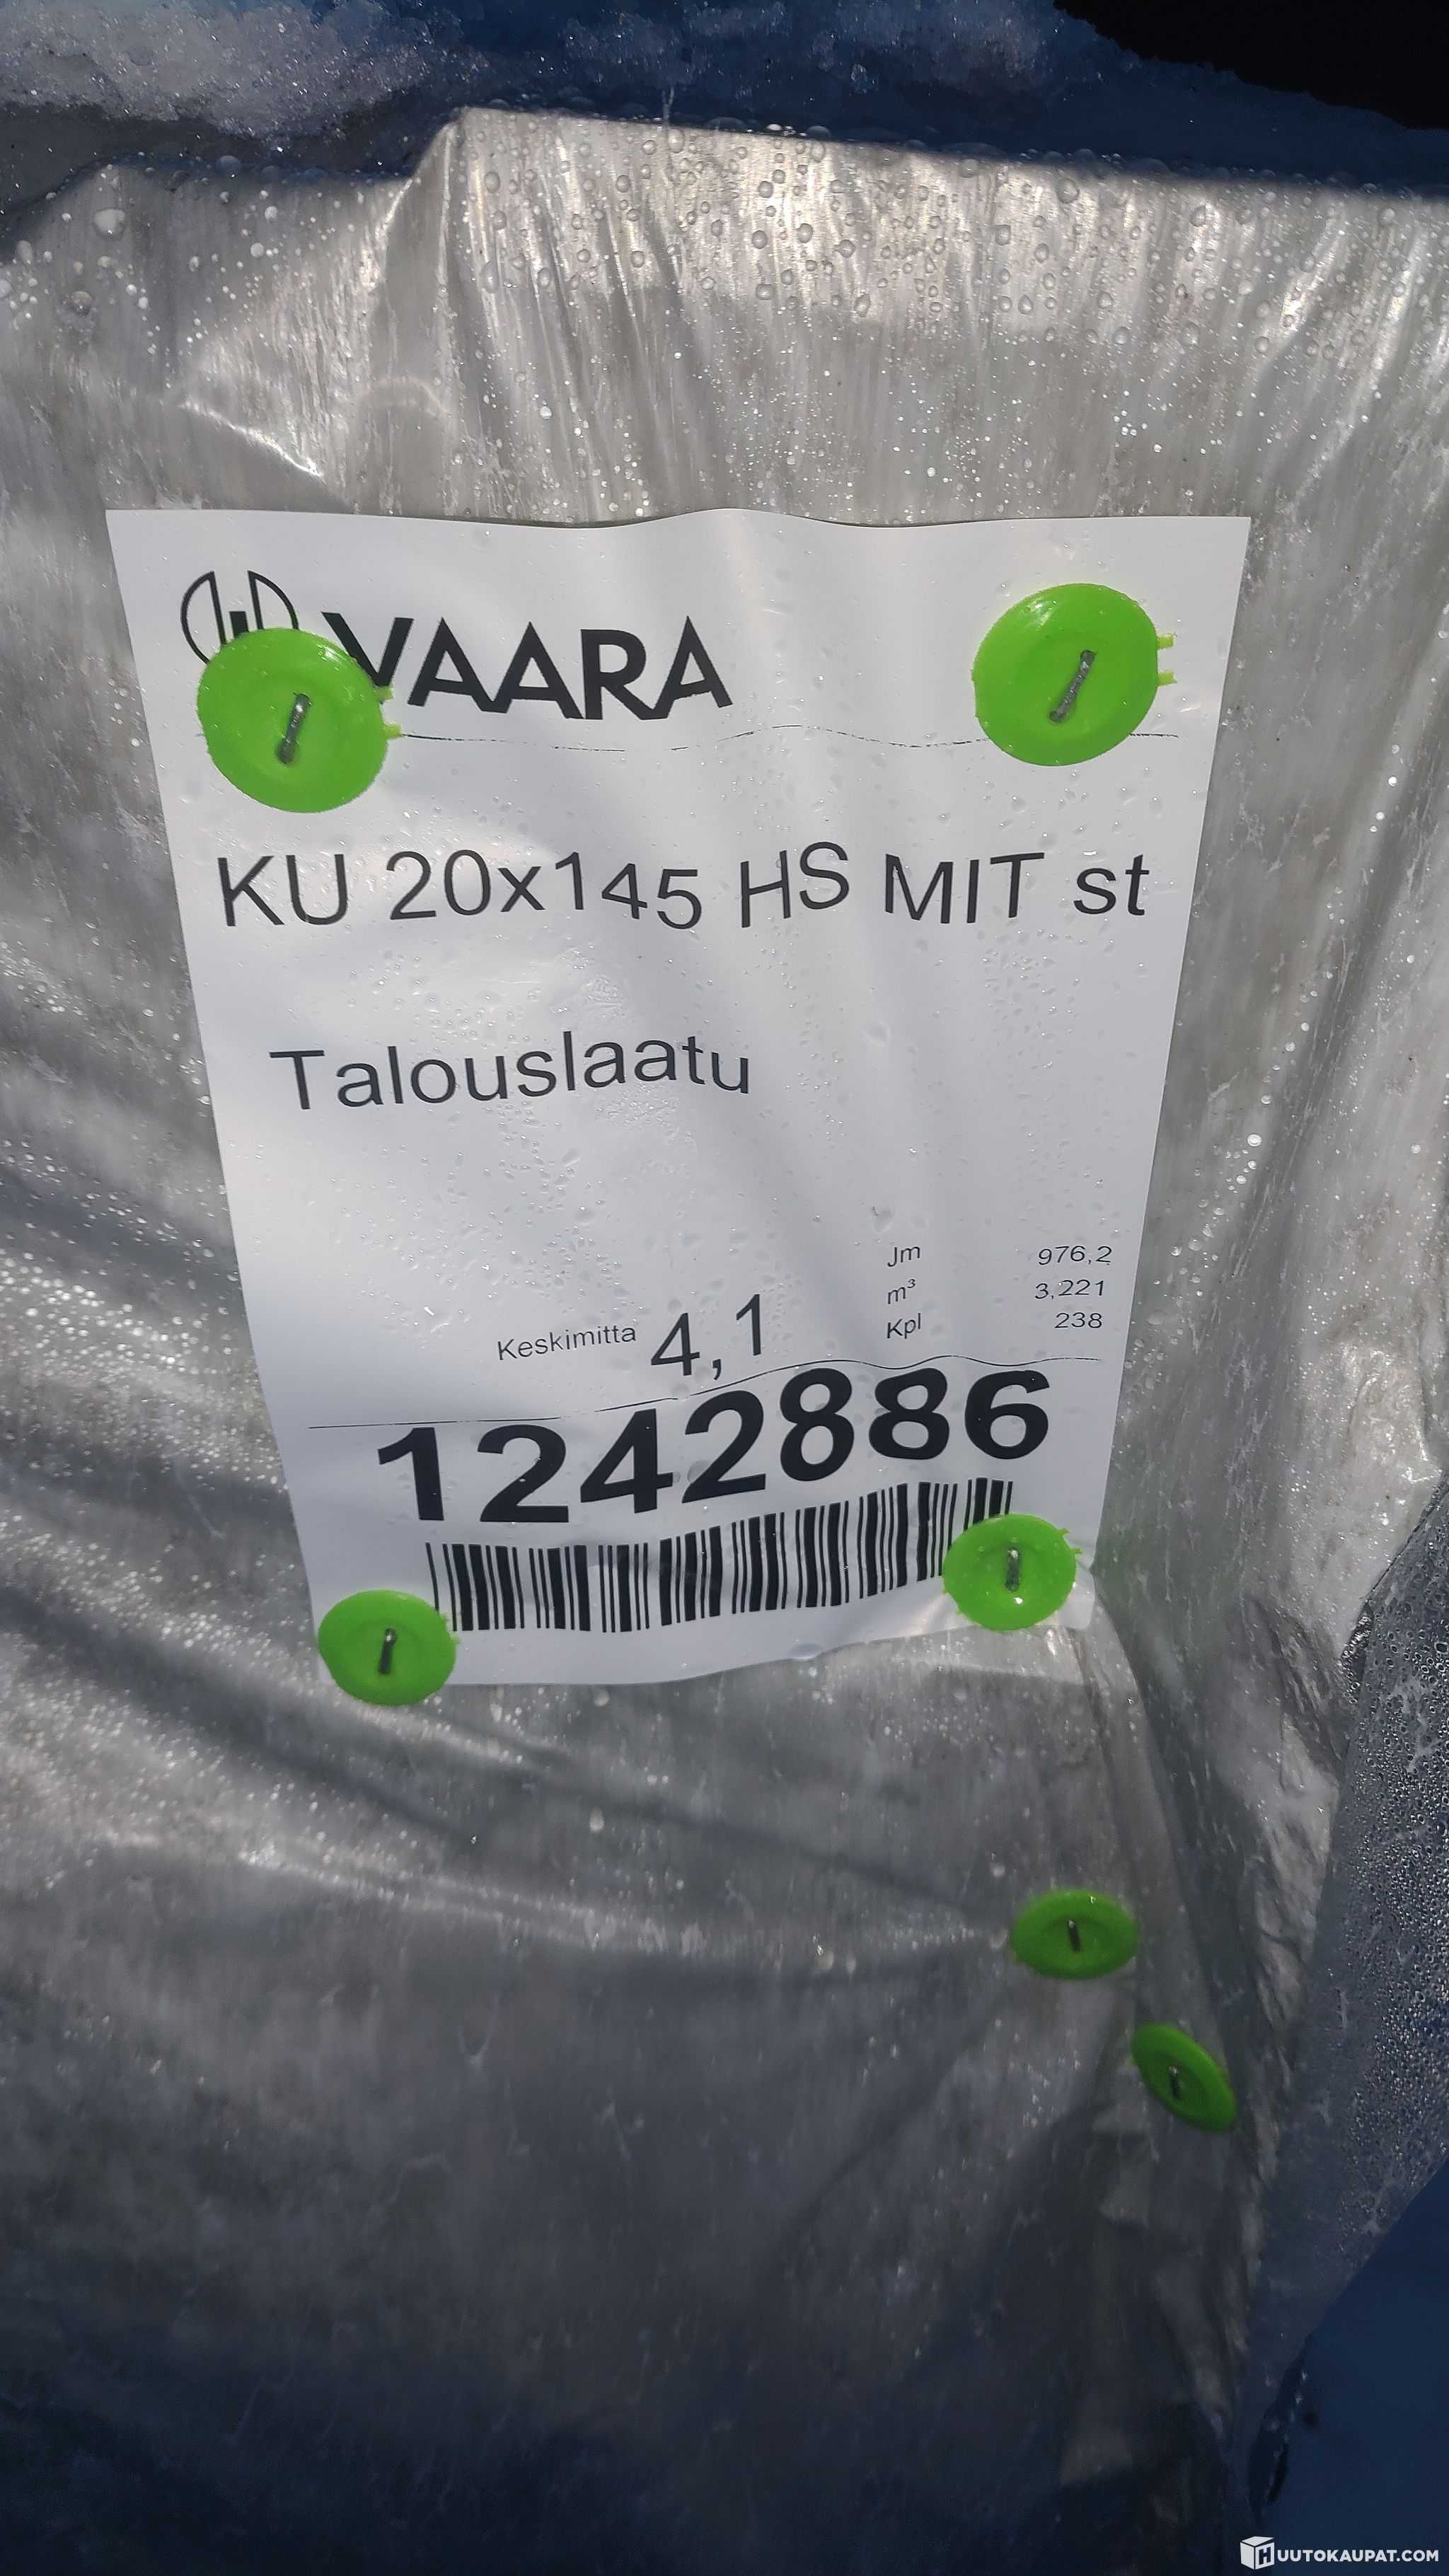 VAARA
KU 20x145 HS MIT st
Talouslaatu
Jm 976,2
m³ 3,221
Kpl 238
Keskimitta 4,1
1242886
HUUTOKAUPAT.COM